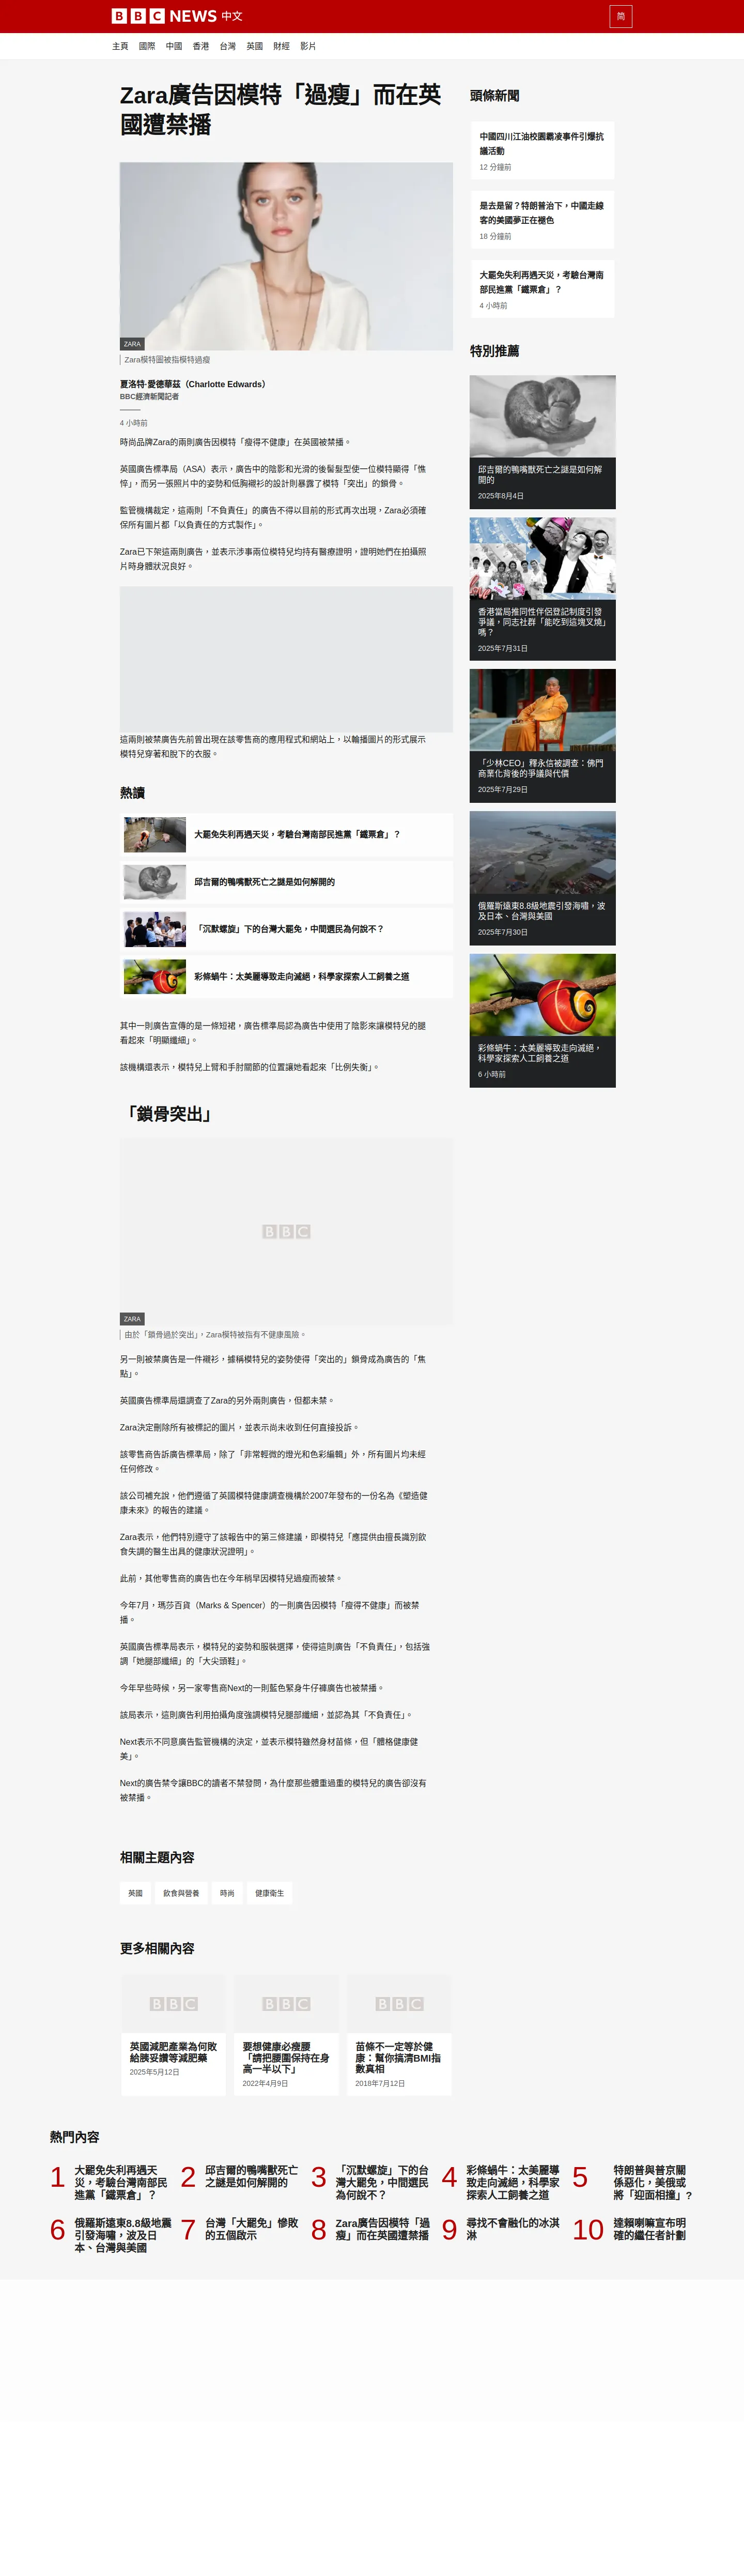 BBC NEWS 中文
简
主頁 國際 中國 香港 台灣 英國 財經 影片
Zara廣告因模特「過瘦」而在英
國遭禁播
ZARA
Zara模特圖被指模特過瘦
夏洛特·愛德華茲（Charlotte Edwards）
BBC經濟新聞記者
4 小時前
時尚品牌Zara的兩則廣告因模特「瘦得不健康」在英國被禁播。
英國廣告標準局（ASA）表示，廣告中的陰影和光滑的後髻髮型使一位模特顯得「憔
悴」，而另一張照片中的姿勢和低胸襯衫的設計則暴露了模特「突出」的鎖骨。
監管機構裁定，這兩則「不負責任」的廣告不得以目前的形式再次出現，Zara必須確
保所有圖片都「以負責任的方式製作」。
Zara已下架這兩則廣告，並表示涉事兩位模特兒均持有醫療證明，證明她們在拍攝照
片時身體狀況良好。
這兩則被禁廣告先前曾出現在該零售商的應用程式和網站上，以輪播圖片的形式展示
模特兒穿著和脫下的衣服。
熱讀
大罷免失利再遇天災，考驗台灣南部民進黨「鐵票倉」？
邱吉爾的鴨嘴獸死亡之謎是如何解開的
「沉默螺旋」下的台灣大罷免，中間選民為何說不？
彩條蝸牛：太美麗導致走向滅絕，科學家探索人工飼養之道
其中一則廣告宣傳的是一條短裙，廣告標準局認為廣告中使用了陰影來讓模特兒的腿
看起來「明顯纖細」。
該機構還表示，模特兒上臂和手肘關節的位置讓她看起來「比例失衡」。
「鎖骨突出」
BBC
ZARA
由於「鎖骨過於突出」，Zara模特被指有不健康風險。
另一則被禁廣告是一件襯衫，據稱模特兒的姿勢使得「突出的」鎖骨成為廣告的「焦
點」。
英國廣告標準局還調查了Zara的另外兩則廣告，但都未禁。
Zara決定刪除所有被標記的圖片，並表示尚未收到任何直接投訴。
該零售商告訴廣告標準局，除了「非常輕微的燈光和色彩編輯」外，所有圖片均未經
任何修改。
該公司補充說，他們遵循了英國模特健康調查機構於2007年發布的一份名為《塑造健
康未來》的報告的建議。
Zara表示，他們特別遵守了該報告中的第三條建議，即模特兒「應提供由擅長識別飲
食失調的醫生出具的健康狀況證明」。
此前，其他零售商的廣告也在今年稍早因模特兒過瘦而被禁。
今年7月，瑪莎百貨（Marks & Spencer）的一則廣告因模特「瘦得不健康」而被禁
播。
英國廣告標準局表示，模特兒的姿勢和服裝選擇，使得這則廣告「不負責任」，包括強
調「她腿部纖細」的「大尖頭鞋」。
今年早些時候，另一家零售商Next的一則藍色緊身牛仔褲廣告也被禁播。
該局表示，這則廣告利用拍攝角度強調模特兒腿部纖細，並認為其「不負責任」。
Next表示不同意廣告監管機構的決定，並表示模特雖然身材苗條，但「體格健康健
美」。
Next的廣告禁令讓BBC的讀者不禁發問，為什麼那些體重過重的模特兒的廣告卻沒有
被禁播。
相關主題內容
英國 飲食與營養 時尚 健康衛生
更多相關內容
BBC BBC BBC
英國減肥產業為何敗
給胰妥讚等減肥藥
2025年5月12日
要想健康必瘦腰
「請把腰圍保持在身
高一半以下」
2022年4月9日
苗條不一定等於健
康：幫你搞清BMI指
數真相
2018年7月12日
頭條新聞
中國四川江油校園霸凌事件引爆抗
議活動
12 分鐘前
是去是留？特朗普治下，中國走線
客的美國夢正在褪色
18 分鐘前
大罷免失利再遇天災，考驗台灣南
部民進黨「鐵票倉」？
4 小時前
特別推薦
邱吉爾的鴨嘴獸死亡之謎是如何解
開的
2025年8月4日
香港當局推同性伴侶登記制度引發
爭議，同志社群「能吃到這塊叉燒」
嗎？
2025年7月31日
「少林CEO」釋永信被調查：佛門
商業化背後的爭議與代價
2025年7月29日
俄羅斯遠東8.8級地震引發海嘯，波
及日本、台灣與美國
2025年7月30日
彩條蝸牛：太美麗導致走向滅絕，
科學家探索人工飼養之道
6 小時前
熱門內容
1 大罷免失利再遇天
災，考驗台灣南部民
進黨「鐵票倉」？
2 邱吉爾的鴨嘴獸死亡
之謎是如何解開的
3 「沉默螺旋」下的台
灣大罷免，中間選民
為何說不？
4 彩條蝸牛：太美麗導
致走向滅絕，科學家
探索人工飼養之道
5 特朗普與普京關
係惡化，美俄或
將「迎面相撞」?
6 俄羅斯遠東8.8級地震
引發海嘯，波及日
本、台灣與美國
7 台灣「大罷免」慘敗
的五個啟示
8 Zara廣告因模特「過
瘦」而在英國遭禁播
9 尋找不會融化的冰淇
淋
10 達賴喇嘛宣布明
確的繼任者計劃